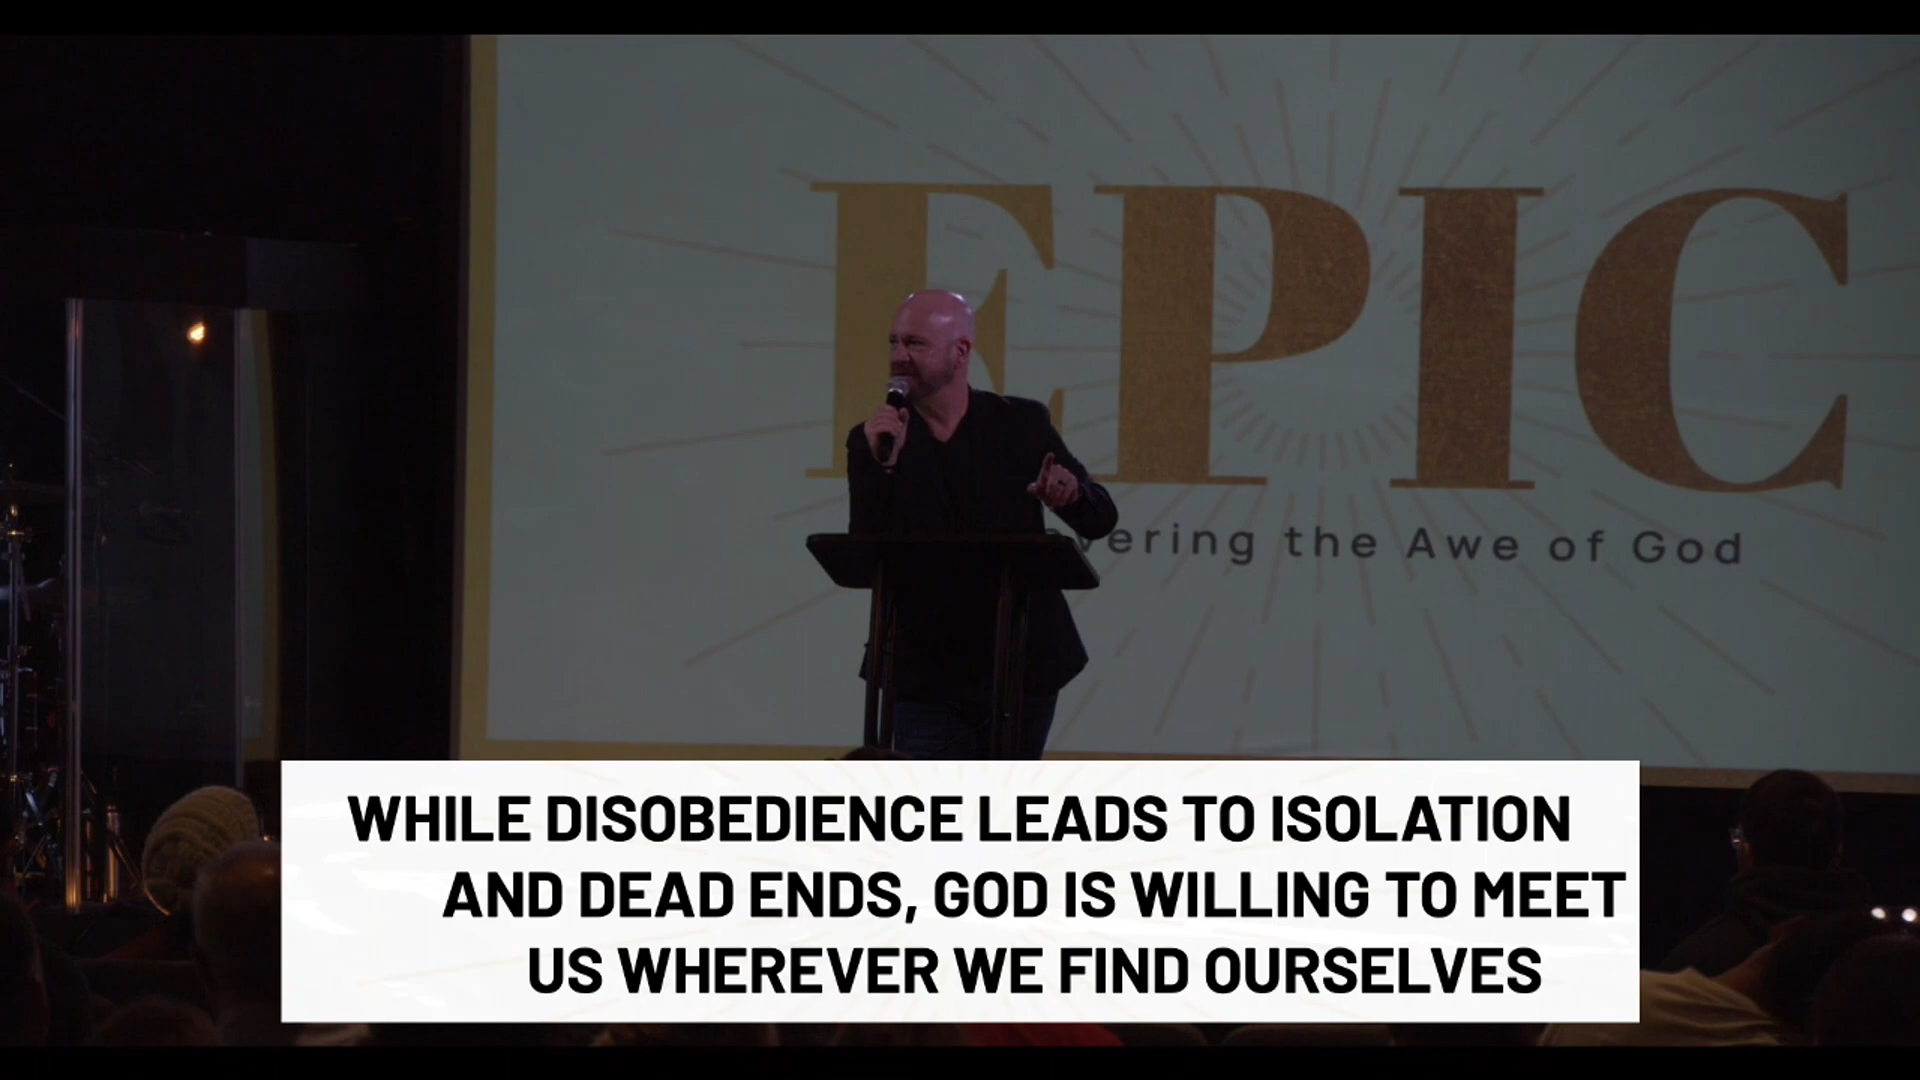 EPIC
vering the Awe of God
WHILE DISOBEDIENCE LEADS TO ISOLATION
AND DEAD ENDS, GOD IS WILLING TO MEET
US WHEREVER WE FIND OURSELVES